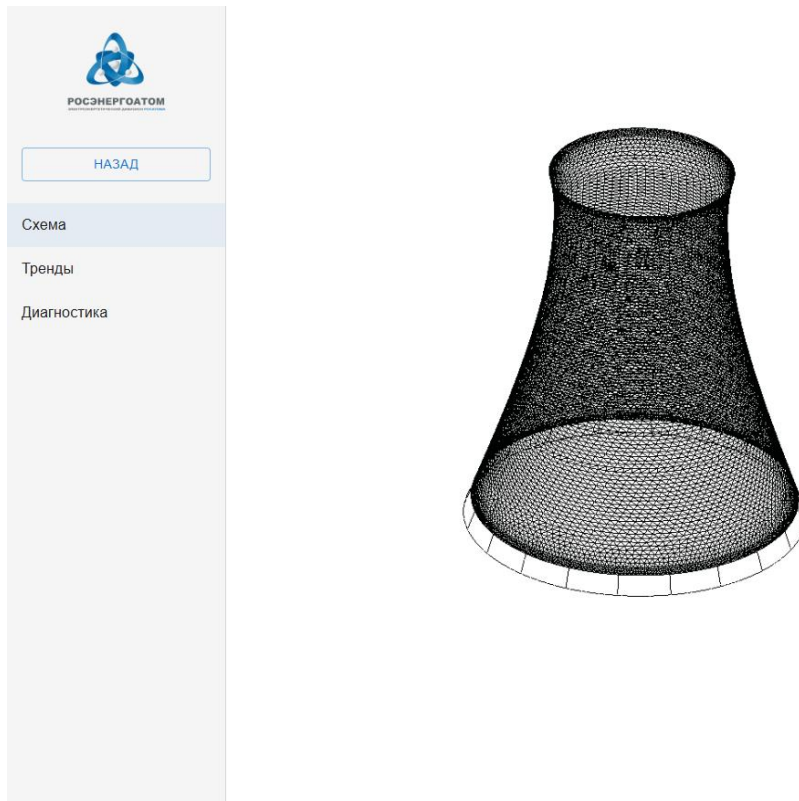 РОСЭНЕРГОАТОМ
НАЗАД
Схема
Тренды
Диагностика